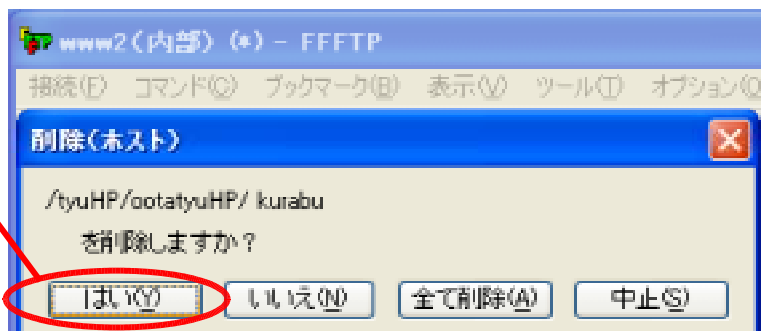 www2(内部) (*) - FFFTP
接続(F) コマンド(C) ブックマーク(B) 表示(V) ツール(T) オプション(O
削除(ホスト)
/tyuHP/ootatyuHP/ kurabu
を削除しますか?
はい(Y) いいえ(N) 全て削除(A) 中止(S)